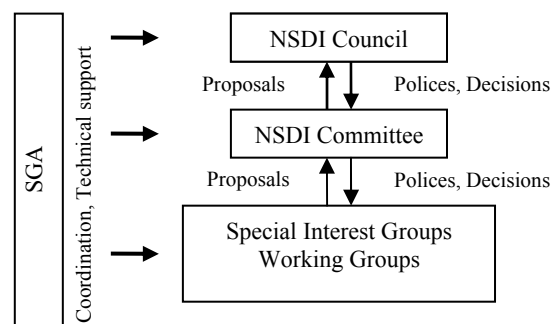 SGA
Coordination, Technical support
NSDI Council
Proposals
Polices, Decisions
NSDI Committee
Proposals
Polices, Decisions
Special Interest Groups
Working Groups